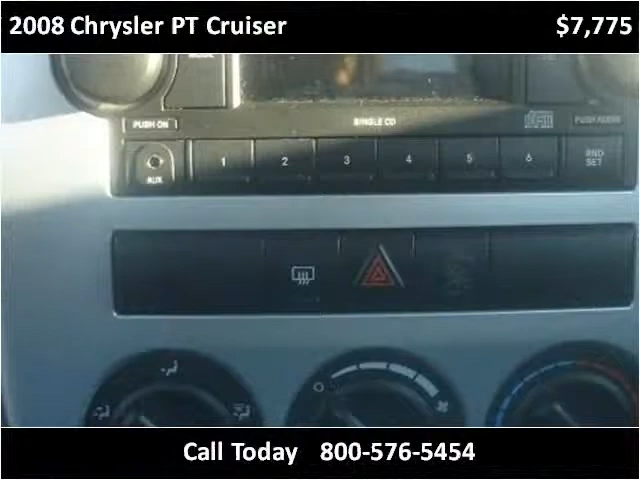 2008 Chrysler PT Cruiser $7,775
MODE
PUSH ON SINGLE CD PUSH AUDIO
AUX 1 2 3 4 5 6 RND
SET
Call Today 800-576-5454